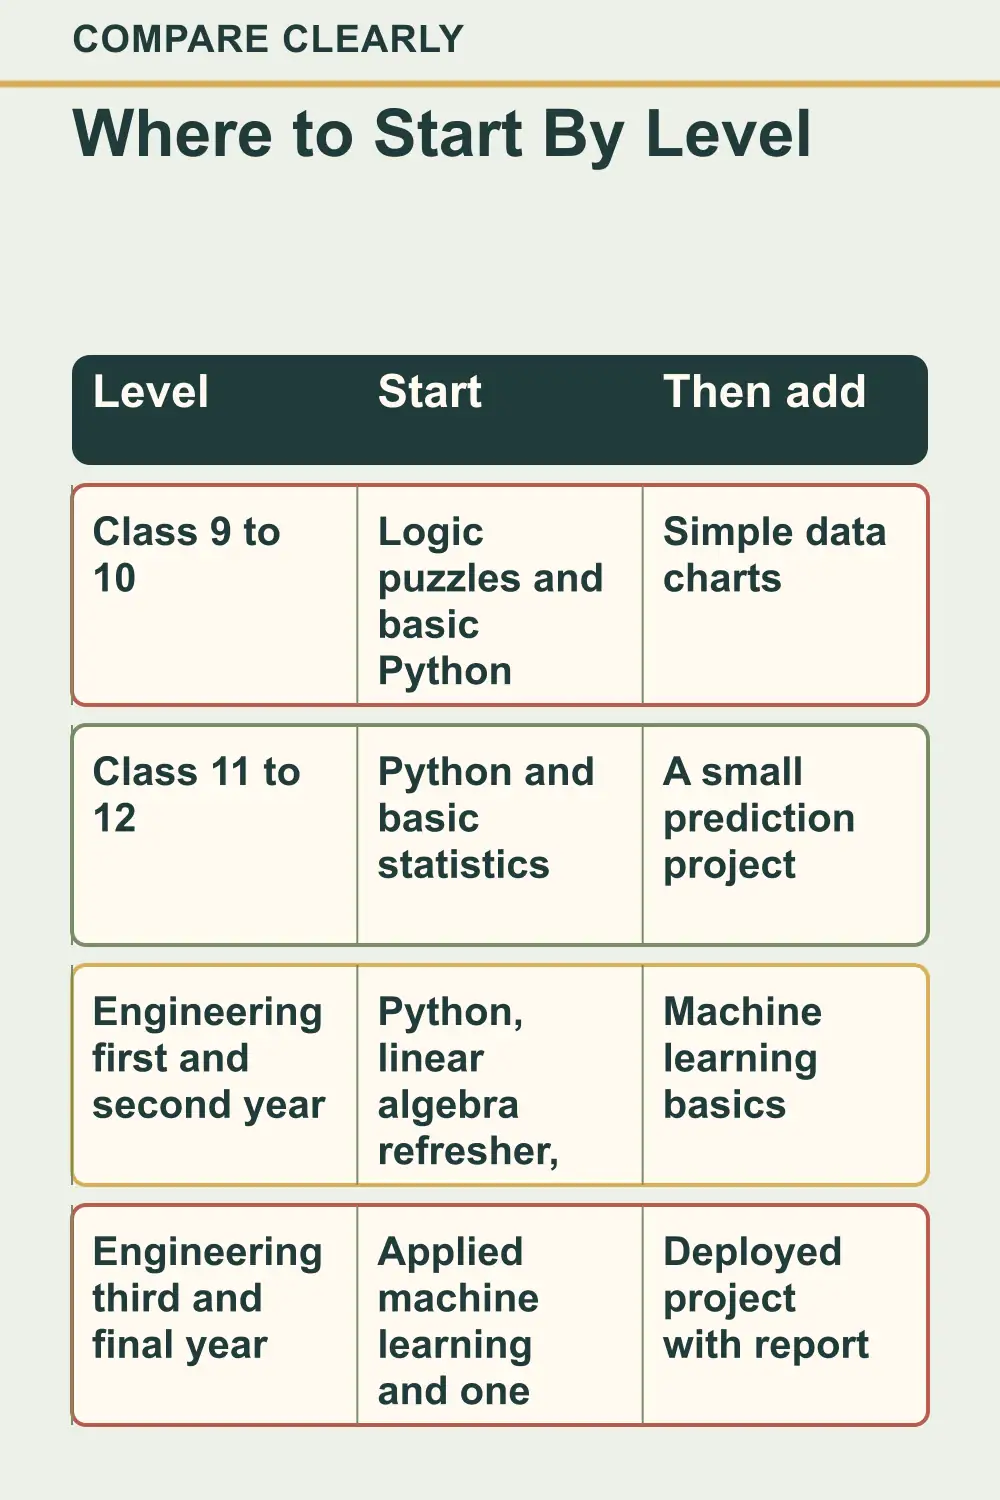 COMPARE CLEARLY
Where to Start By Level
Level
Start
Then add
Class 9 to
10
Logic
puzzles and
basic
Python
Simple data
charts
Class 11 to
12
Python and
basic
statistics
A small
prediction
project
Engineering
first and
second year
Python,
linear
algebra
refresher,
Machine
learning
basics
Engineering
third and
final year
Applied
machine
learning
and one
Deployed
project
with report